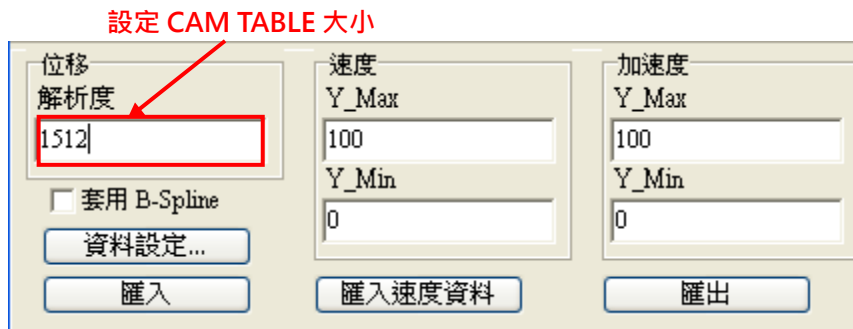 設定 CAM TABLE 大小
位移
解析度
1512
套用 B-Spline
資料設定...
匯入
速度
Y_Max
100
Y_Min
0
匯入速度資料
加速度
Y_Max
100
Y_Min
0
匯出